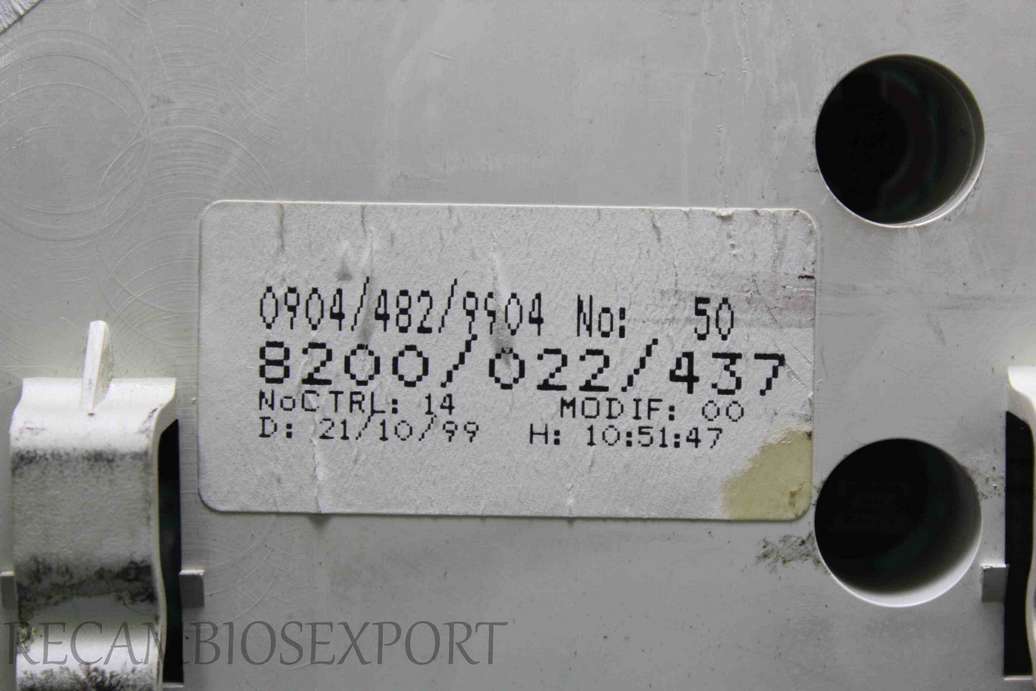 0904/482/9904 No: 50
8200/022/437
NoCTRL: 14 MODIF: 00
D: 21/10/99 H: 10:51:47
RECAMBIOSEXPORT